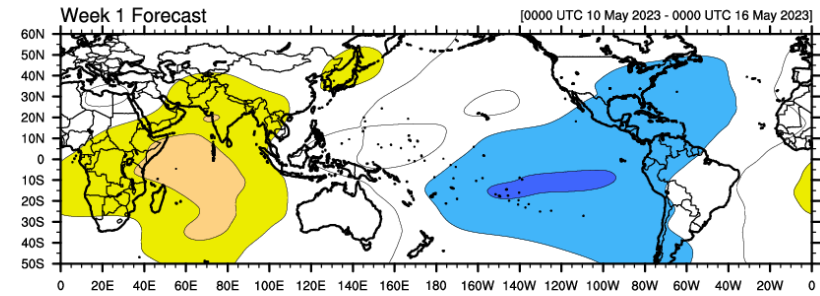 Week 1 Forecast
[0000 UTC 10 May 2023 - 0000 UTC 16 May 2023]
60N
50N
40N
30N
20N
10N
0
10S
20S
30S
40S
50S
0 20E 40E 60E 80E 100E 120E 140E 160E 180 160W 140W 120W 100W 80W 60W 40W 20W 0